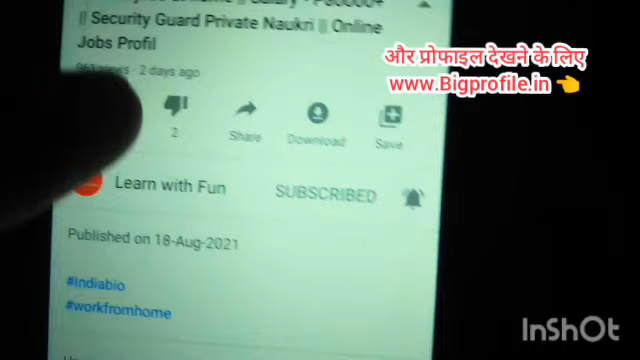 || Security Guard Private Naukri || Online
Jobs Profil
views · 2 days ago
2
Share
Download
Save
Learn with Fun
SUBSCRIBED
Published on 18-Aug-2021
#Indiabio
#workfromhome
और प्रोफाइल देखने के लिए
www.Bigprofile.in 👈
InShOt